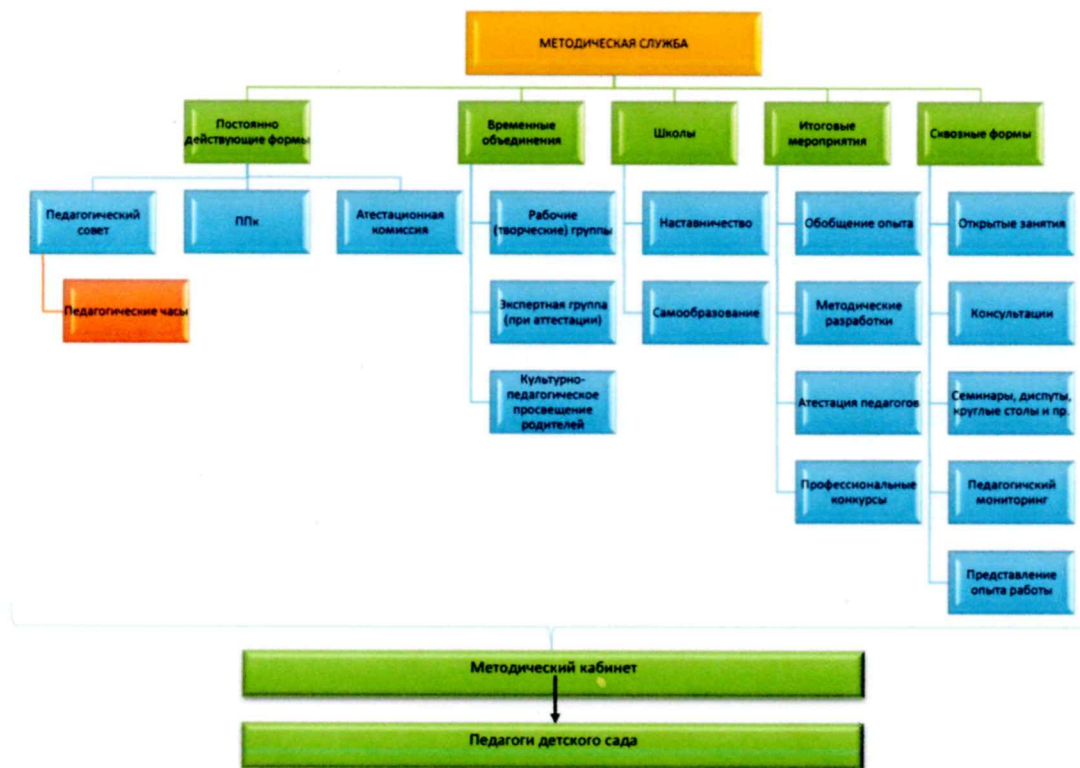 МЕТОДИЧЕСКАЯ СЛУЖБА
Постоянно
действующие формы
Временные
объединения
Школы
Итоговые
мероприятия
Сквозные формы
Педагогический
совет
ППк
Атестационная
комиссия
Рабочие
(творческие) группы
Наставничество
Обобщение опыта
Открытые занятия
Педагогические часы
Экспертная группа
(при аттестации)
Самообразование
Методические
разработки
Консультации
Культурно-
педагогическое
просвещение
родителей
Атестация педагогов
Семинары, диспуты,
круглые столы и пр.
Профессиональные
конкурсы
Педагогичский
мониторинг
Представление
опыта работы
Методический кабинет
Педагоги детского сада